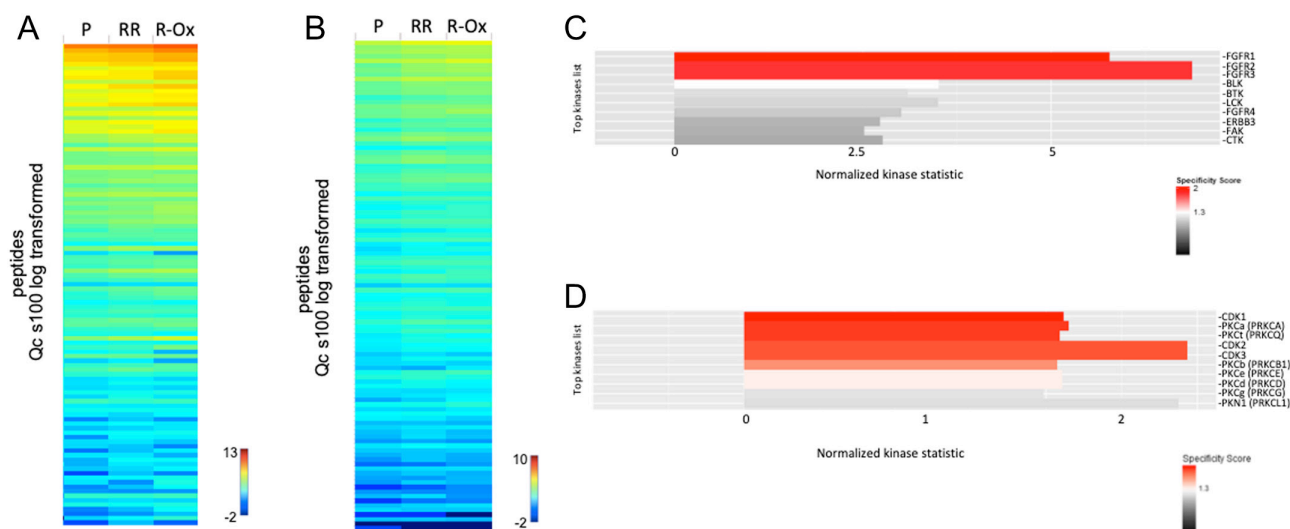 A
P RR R-Ox
peptides
Qc s100 log transformed
13
-2
B
P RR R-Ox
peptides
Qc s100 log transformed
10
-2
C
Top kinases list
-FGFR1
-FGFR2
-FGFR3
-BLK
-BTK
-LCK
-FGFR4
-ERBB3
-FAK
-CTK
0 2.5 5
Normalized kinase statistic
Specificity Score
2
1.3
D
Top kinases list
-CDK1
-PKCa (PRKCA)
-PKCt (PRKCQ)
-CDK2
-CDK3
-PKCb (PRKCB1)
-PKCe (PRKCE)
-PKCd (PRKCD)
-PKCg (PRKCG)
-PKN1 (PRKCL1)
0 1 2
Normalized kinase statistic
Specificity Score
1.3